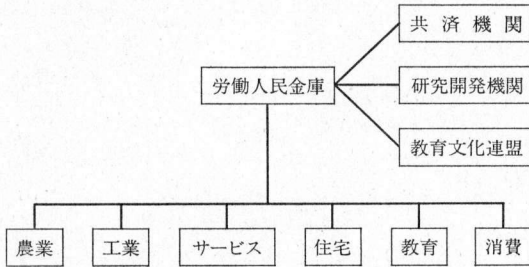 共済機関
労働人民金庫
研究開発機関
教育文化連盟
農業
工業
サービス
住宅
教育
消費